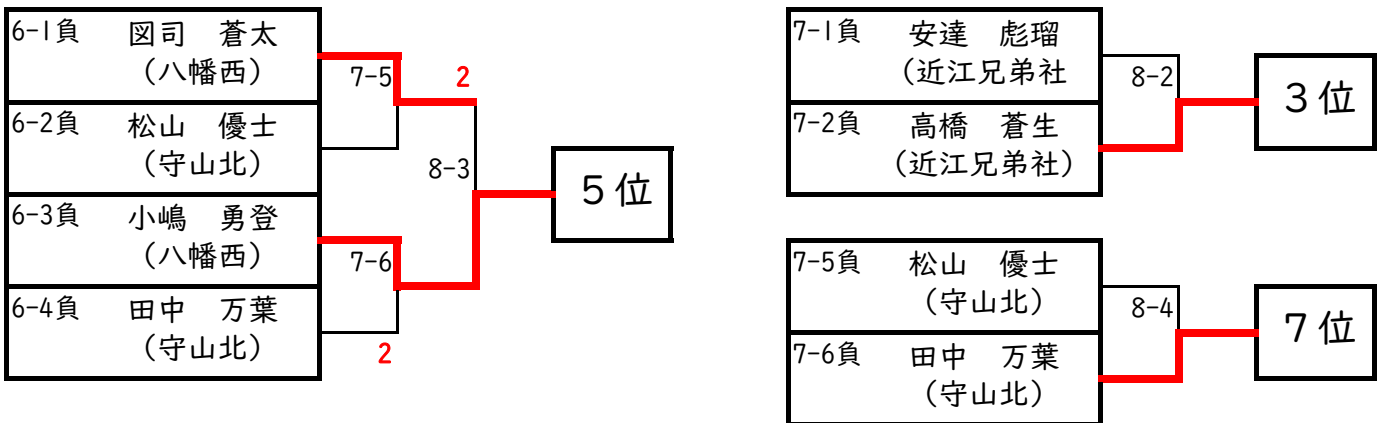 6-1負 図司 蒼太
(八幡西)
6-2負 松山 優士
(守山北)
6-3負 小嶋 勇登
(八幡西)
6-4負 田中 万葉
(守山北)
7-5
2
7-6
2
8-3
5位
7-1負 安達 彪瑠
(近江兄弟社
7-2負 高橋 蒼生
(近江兄弟社)
8-2
3位
7-5負 松山 優士
(守山北)
7-6負 田中 万葉
(守山北)
8-4
7位